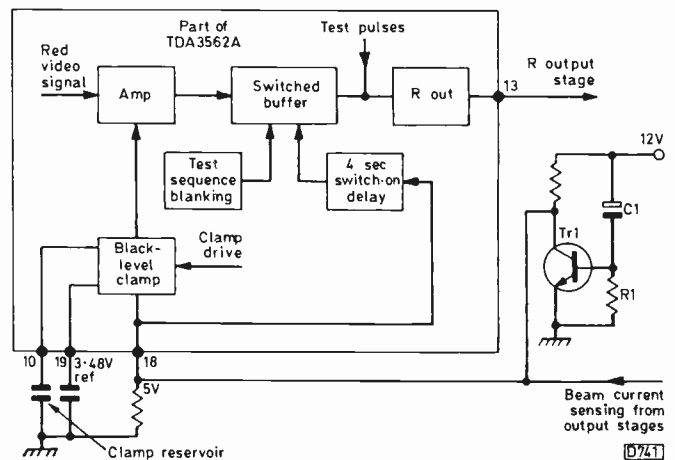 Part of
TDA3562A
Test pulses
Red
video
signal
Amp
Switched
buffer
R out
13
R output
stage
Test
sequence
blanking
4 sec
switch-on
delay
12V
C1
Tr1
R1
Black-
level
clamp
Clamp
drive
10
19
3·48V
ref
18
5V
Beam current
sensing from
output stages
Clamp reservoir
D741